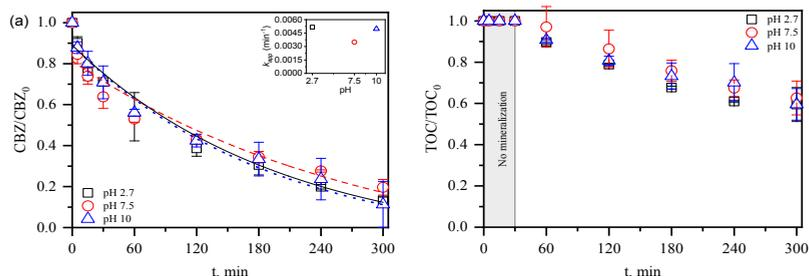 (a)
CBZ/CBZ0
1.0
0.8
0.6
0.4
0.2
0.0
0 60 120 180 240 300
t, min
pH 2.7
pH 7.5
pH 10
kapp (min-1)
0.0060
0.0045
0.0030
0.0015
0.0000
2.7 7.5 10
pH
TOC/TOC0
1.0
0.8
0.6
0.4
0.2
0.0
No mineralization
pH 2.7
pH 7.5
pH 10
0 60 120 180 240 300
t, min